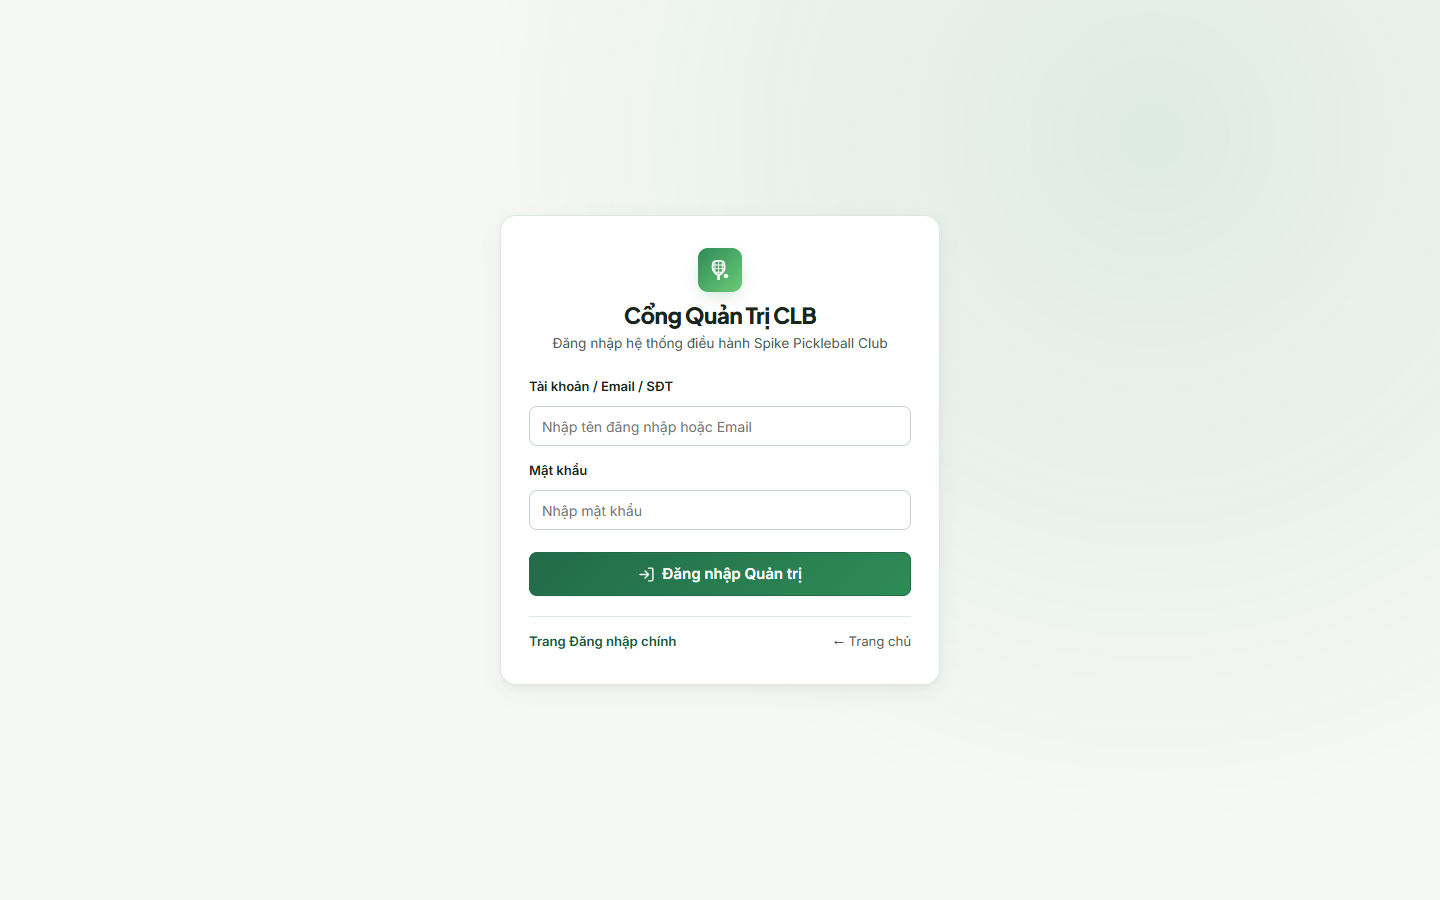 Cổng Quản Trị CLB
Đăng nhập hệ thống điều hành Spike Pickleball Club
Tài khoản / Email / SĐT
Nhập tên đăng nhập hoặc Email
Mật khẩu
Nhập mật khẩu
Đăng nhập Quản trị
Trang Đăng nhập chính
← Trang chủ